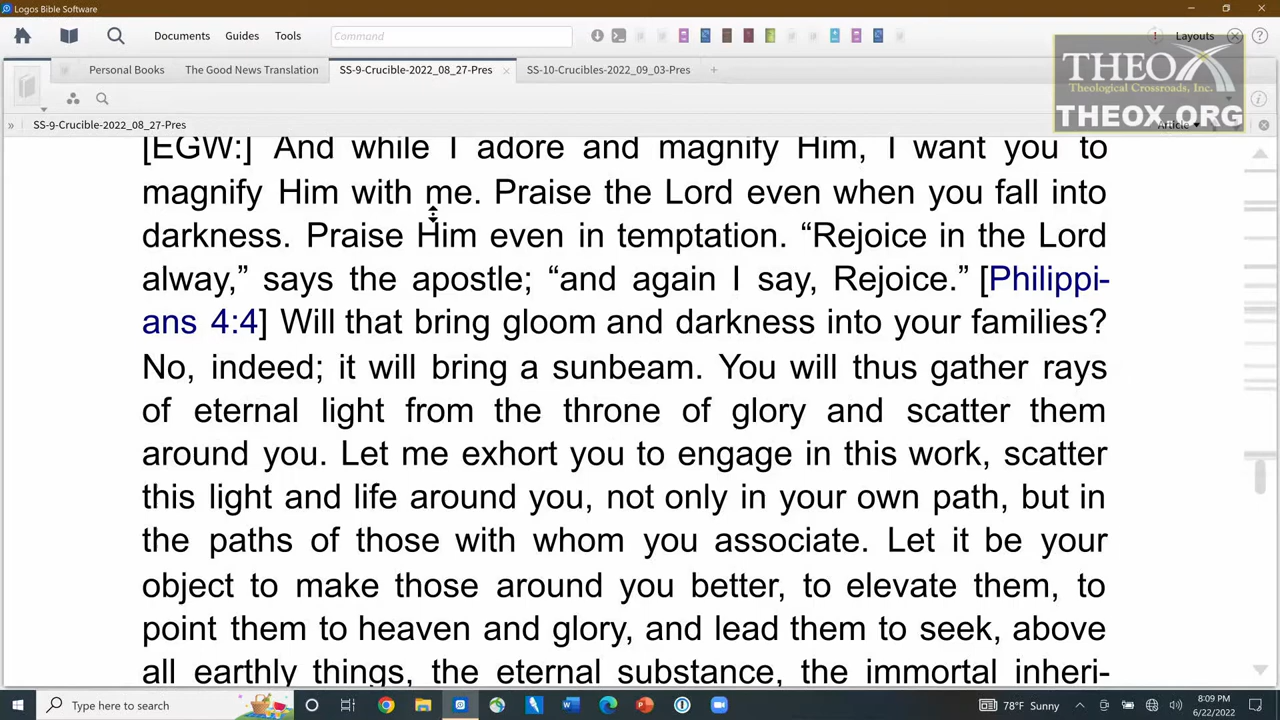 Logos Bible Software
Documents Guides Tools Command Layouts
Personal Books The Good News Translation SS-9-Crucible-2022_08_27-Pres SS-10-Crucibles-2022_09_03-Pres
THEOX
Theological Crossroads, Inc.
THEOX.ORG
SS-9-Crucible-2022_08_27-Pres Article
[EGW:] And while I adore and magnify Him, I want you to
magnify Him with me. Praise the Lord even when you fall into
darkness. Praise Him even in temptation. “Rejoice in the Lord
alway,” says the apostle; “and again I say, Rejoice.” [Philippi-
ans 4:4] Will that bring gloom and darkness into your families?
No, indeed; it will bring a sunbeam. You will thus gather rays
of eternal light from the throne of glory and scatter them
around you. Let me exhort you to engage in this work, scatter
this light and life around you, not only in your own path, but in
the paths of those with whom you associate. Let it be your
object to make those around you better, to elevate them, to
point them to heaven and glory, and lead them to seek, above
all earthly things, the eternal substance, the immortal inheri-
Type here to search 78°F Sunny 8:09 PM
6/22/2022